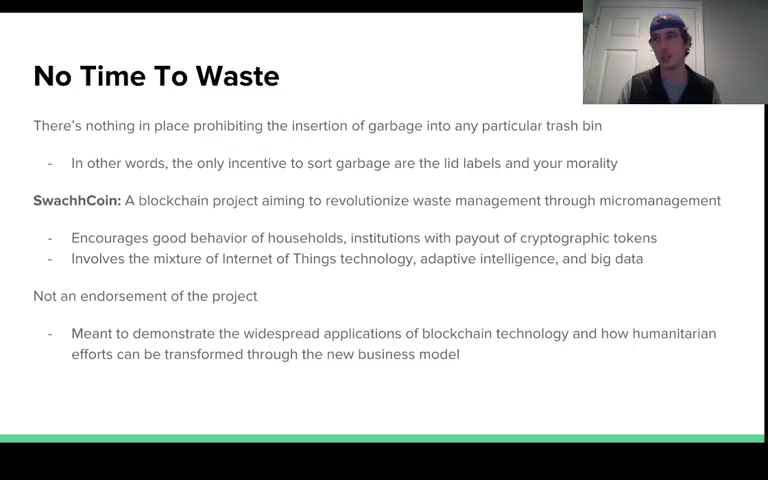 No Time To Waste
There's nothing in place prohibiting the insertion of garbage into any particular trash bin
- In other words, the only incentive to sort garbage are the lid labels and your morality
SwachhCoin: A blockchain project aiming to revolutionize waste management through micromanagement
- Encourages good behavior of households, institutions with payout of cryptographic tokens
- Involves the mixture of Internet of Things technology, adaptive intelligence, and big data
Not an endorsement of the project
- Meant to demonstrate the widespread applications of blockchain technology and how humanitarian
efforts can be transformed through the new business model